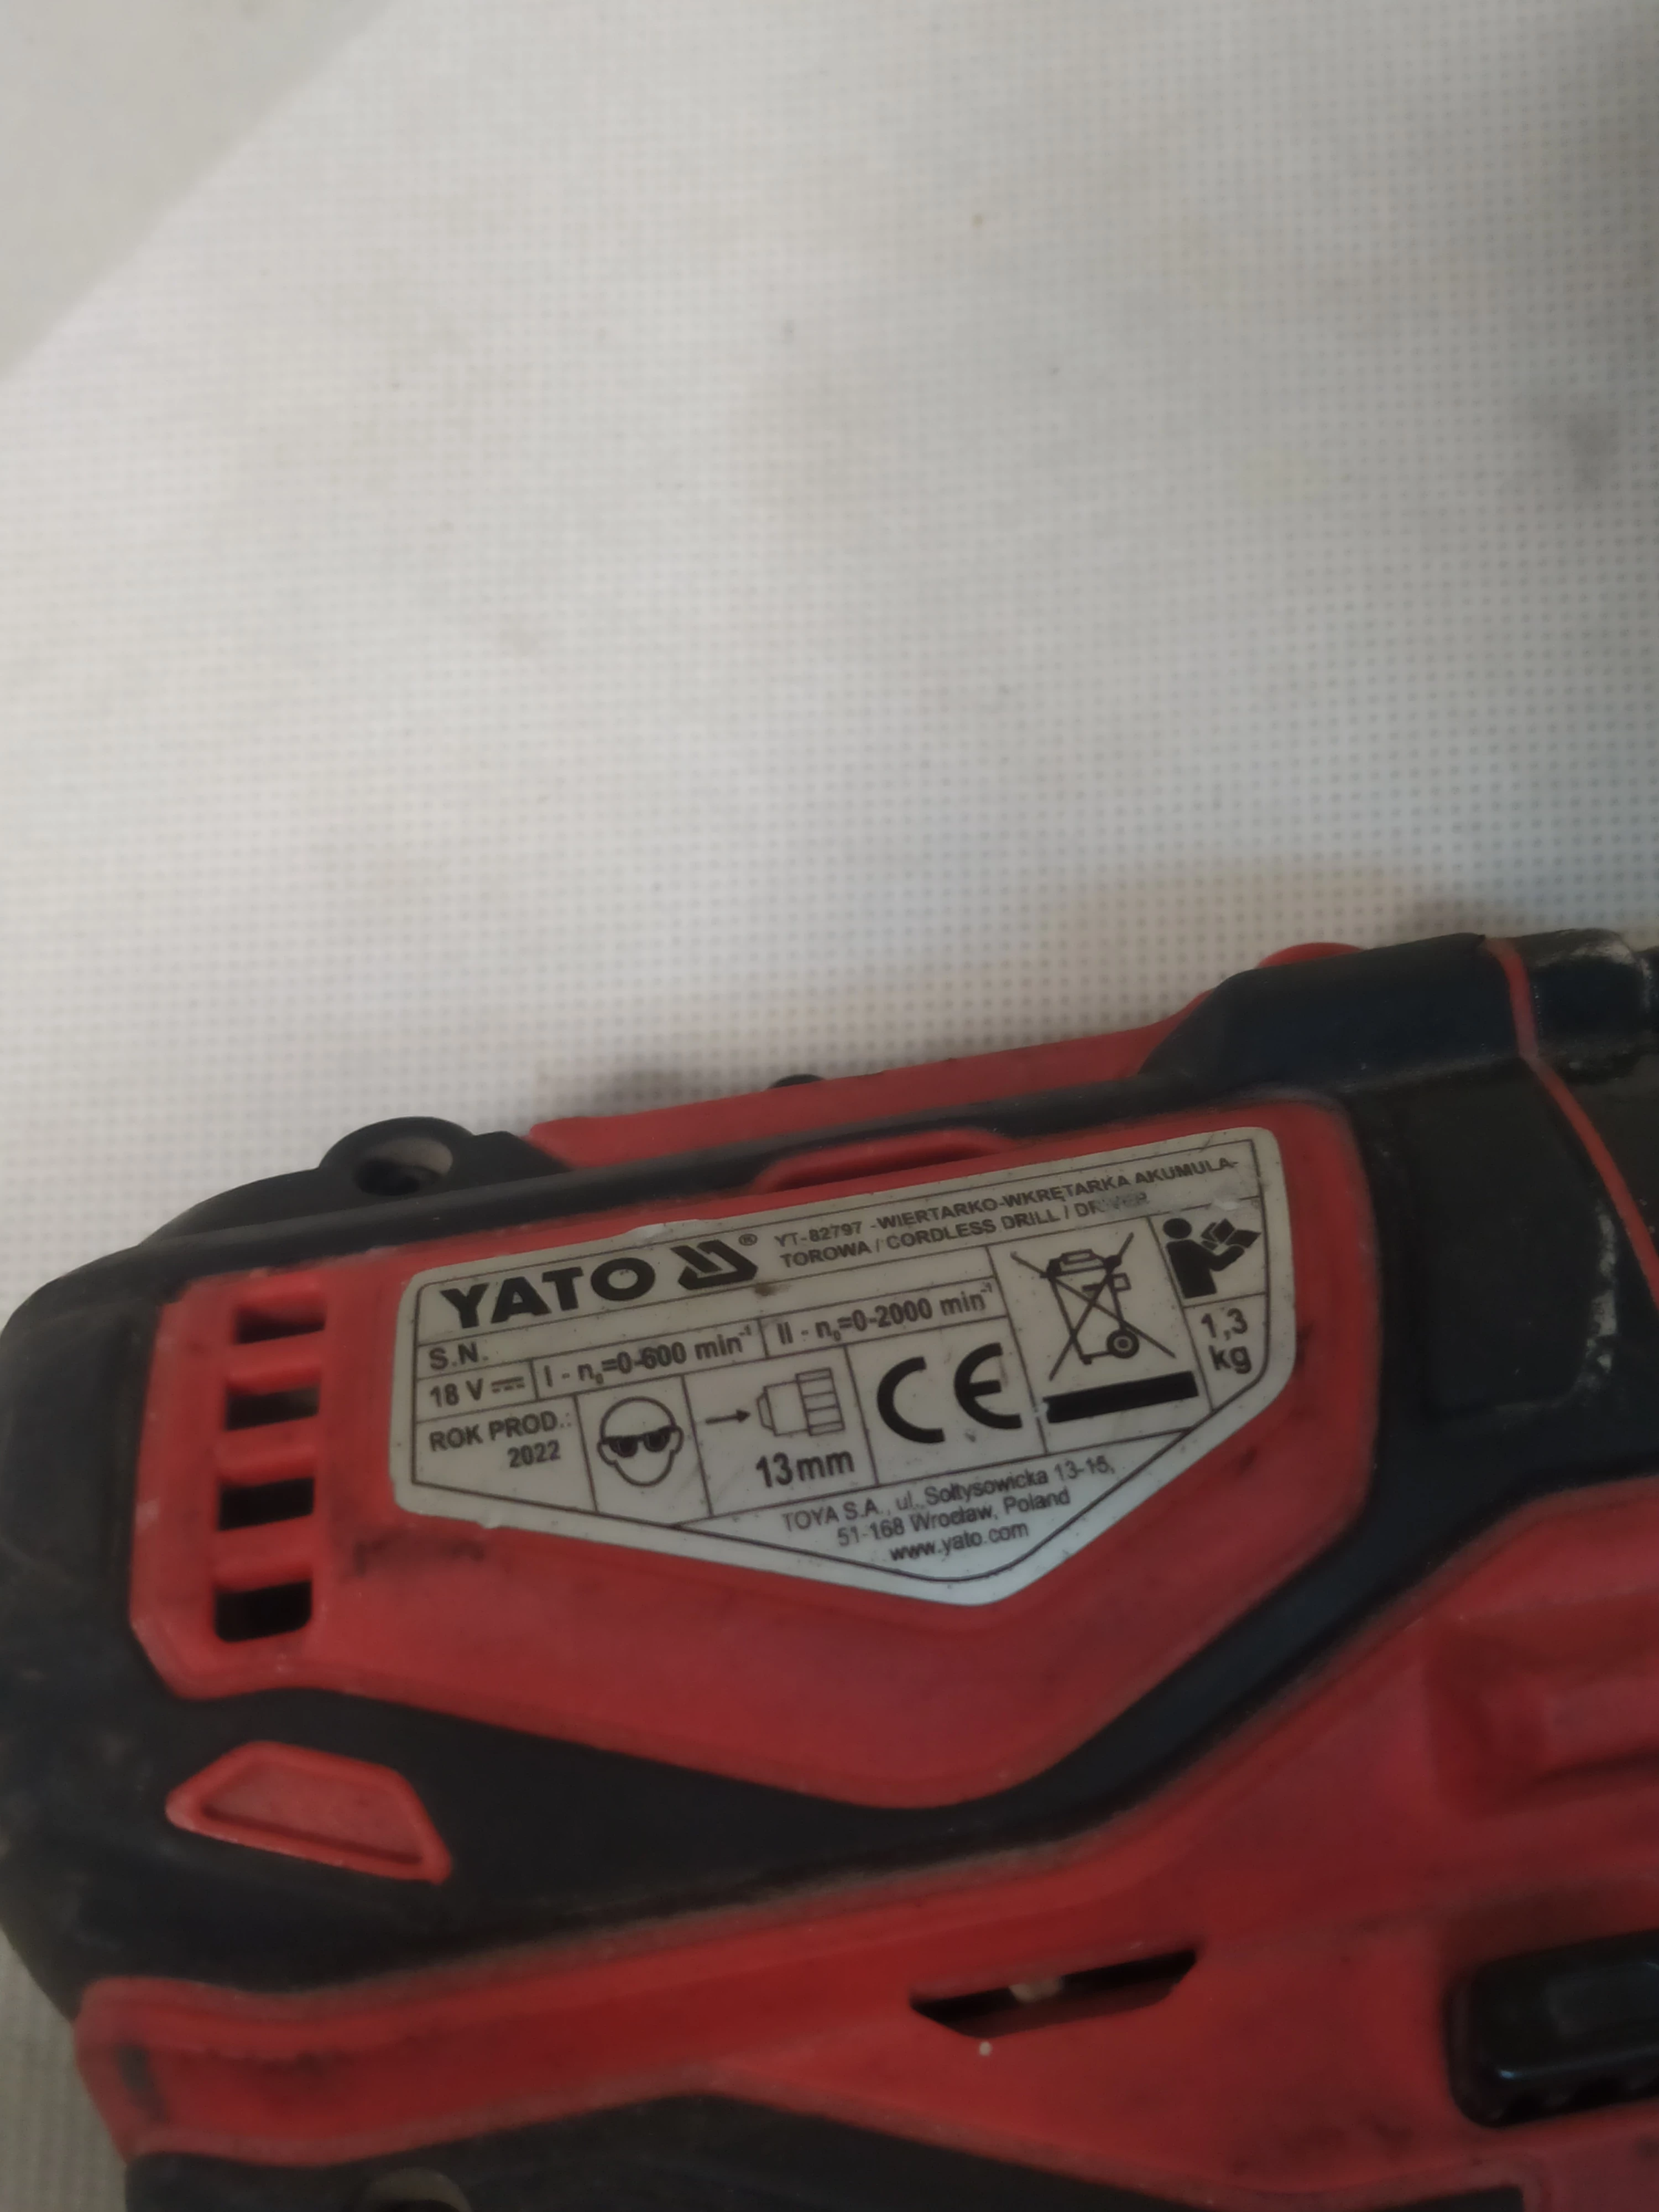 YATO ®
YT-82797 -WIERTARKO-WKRĘTARKA AKUMULA-
TOROWA / CORDLESS DRILL / DRIVER
S.N.
18 V I - n₀=0-600 min⁻¹ II - n₀=0-2000 min⁻¹
ROK PROD.:
2022
13mm
CE
1,3
kg
TOYA S.A., ul. Sołtysowicka 13-15,
51-168 Wrocław, Poland
www.yato.com